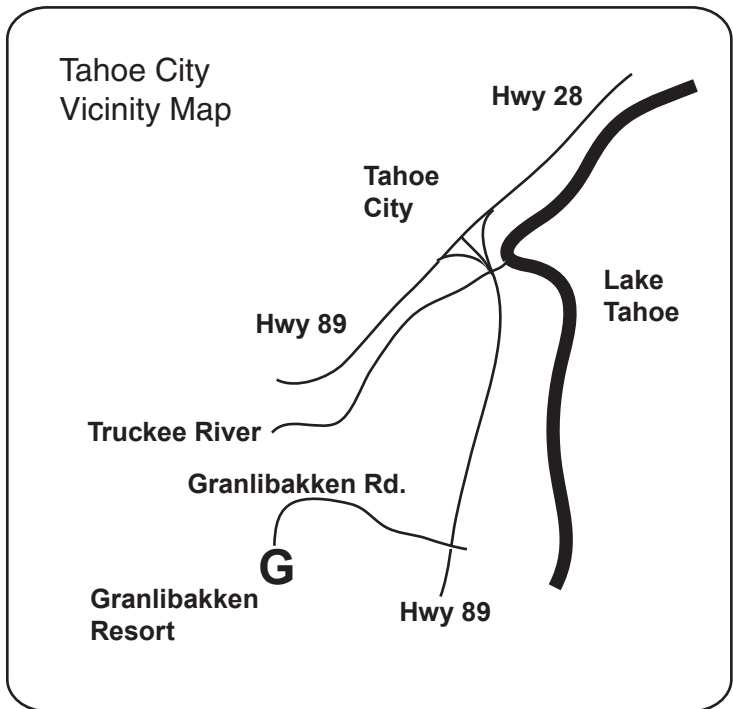 Tahoe City
Vicinity Map
Hwy 28
Tahoe
City
Lake
Tahoe
Hwy 89
Truckee River
Granlibakken Rd.
G
Granlibakken
Resort
Hwy 89